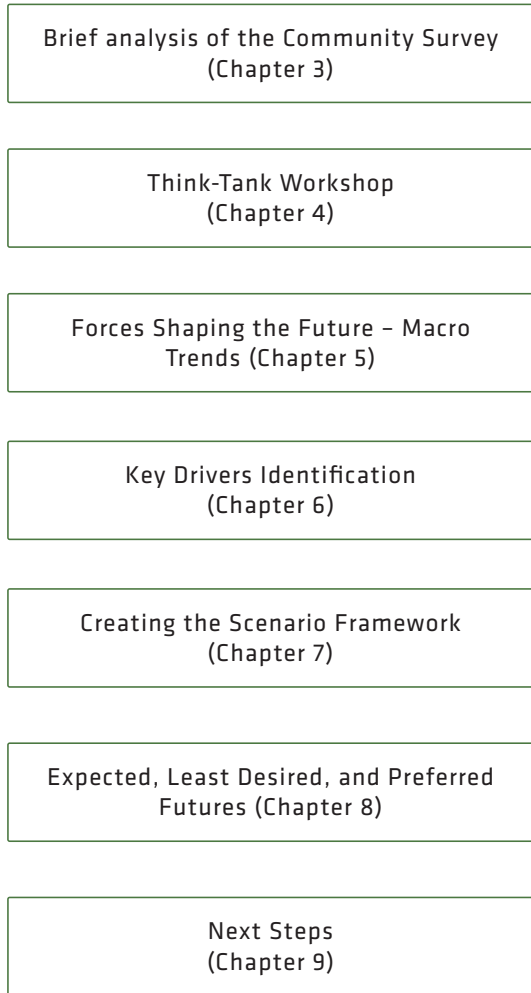 Brief analysis of the Community Survey
(Chapter 3)
Think-Tank Workshop
(Chapter 4)
Forces Shaping the Future – Macro
Trends (Chapter 5)
Key Drivers Identification
(Chapter 6)
Creating the Scenario Framework
(Chapter 7)
Expected, Least Desired, and Preferred
Futures (Chapter 8)
Next Steps
(Chapter 9)